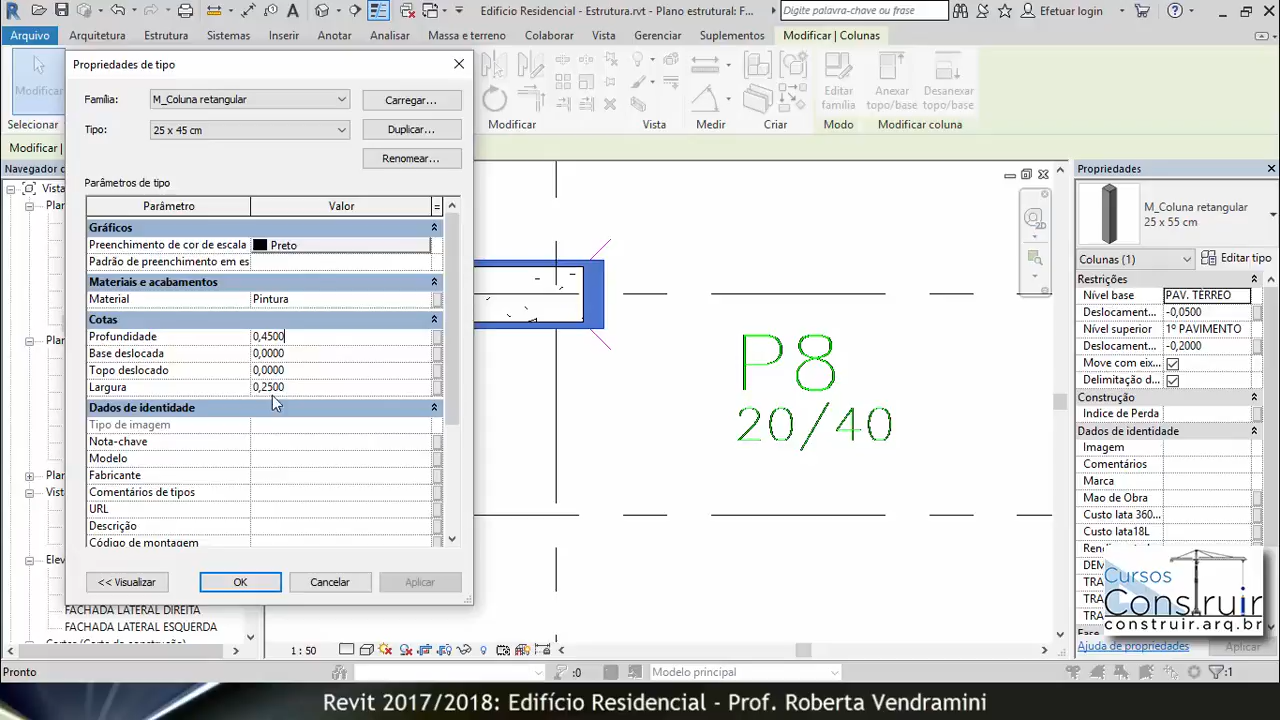 Edifício Residencial - Estrutura.rvt - Plano estrutural: F...
Digite palavra-chave ou frase
Efetuar login
Arquivo
Arquitetura
Estrutura
Sistemas
Inserir
Anotar
Analisar
Massa e terreno
Colaborar
Vista
Gerenciar
Suplementos
Modificar | Colunas
Modificar
Editar família
Anexar topo/base
Desanexar topo/base
Selecionar
Modificar
Vista
Medir
Criar
Modo
Modificar coluna
Modificar |
Navegador d
Vista
Propriedades de tipo
Família:
M_Coluna retangular
Carregar...
Tipo:
25 x 45 cm
Duplicar...
Renomear...
Parâmetros de tipo
Parâmetro
Valor
=
Gráficos
Preenchimento de cor de escala
Preto
Padrão de preenchimento em es
Materiais e acabamentos
Material
Pintura
Cotas
Profundidade
0,4500
Base deslocada
0,0000
Topo deslocado
0,0000
Largura
0,2500
Dados de identidade
Tipo de imagem
Nota-chave
Modelo
Fabricante
Comentários de tipos
URL
Descrição
Código de montagem
<< Visualizar
OK
Cancelar
Aplicar
FACHADA LATERAL DIREITA
FACHADA LATERAL ESQUERDA
P8
20/40
2D
Propriedades
M_Coluna retangular
25 x 55 cm
Colunas (1)
Editar tipo
Restrições
Nível base
PAV. TÉRREO
Deslocamen...
-0,0500
Nível superior
1º PAVIMENTO
Deslocamen...
-0,2000
Move com eix...
Delimitação d...
Construção
Indice de Perda
Dados de identidade
Imagem
Comentários
Marca
Mao de Obra
Custo lata 360...
Custo lata18L
Cursos
Construir
construir.arq.br
Ajuda de propriedades
Aplicar
1 : 50
Pronto
:0
Modelo principal
:1
Revit 2017/2018: Edifício Residencial - Prof. Roberta Vendramini